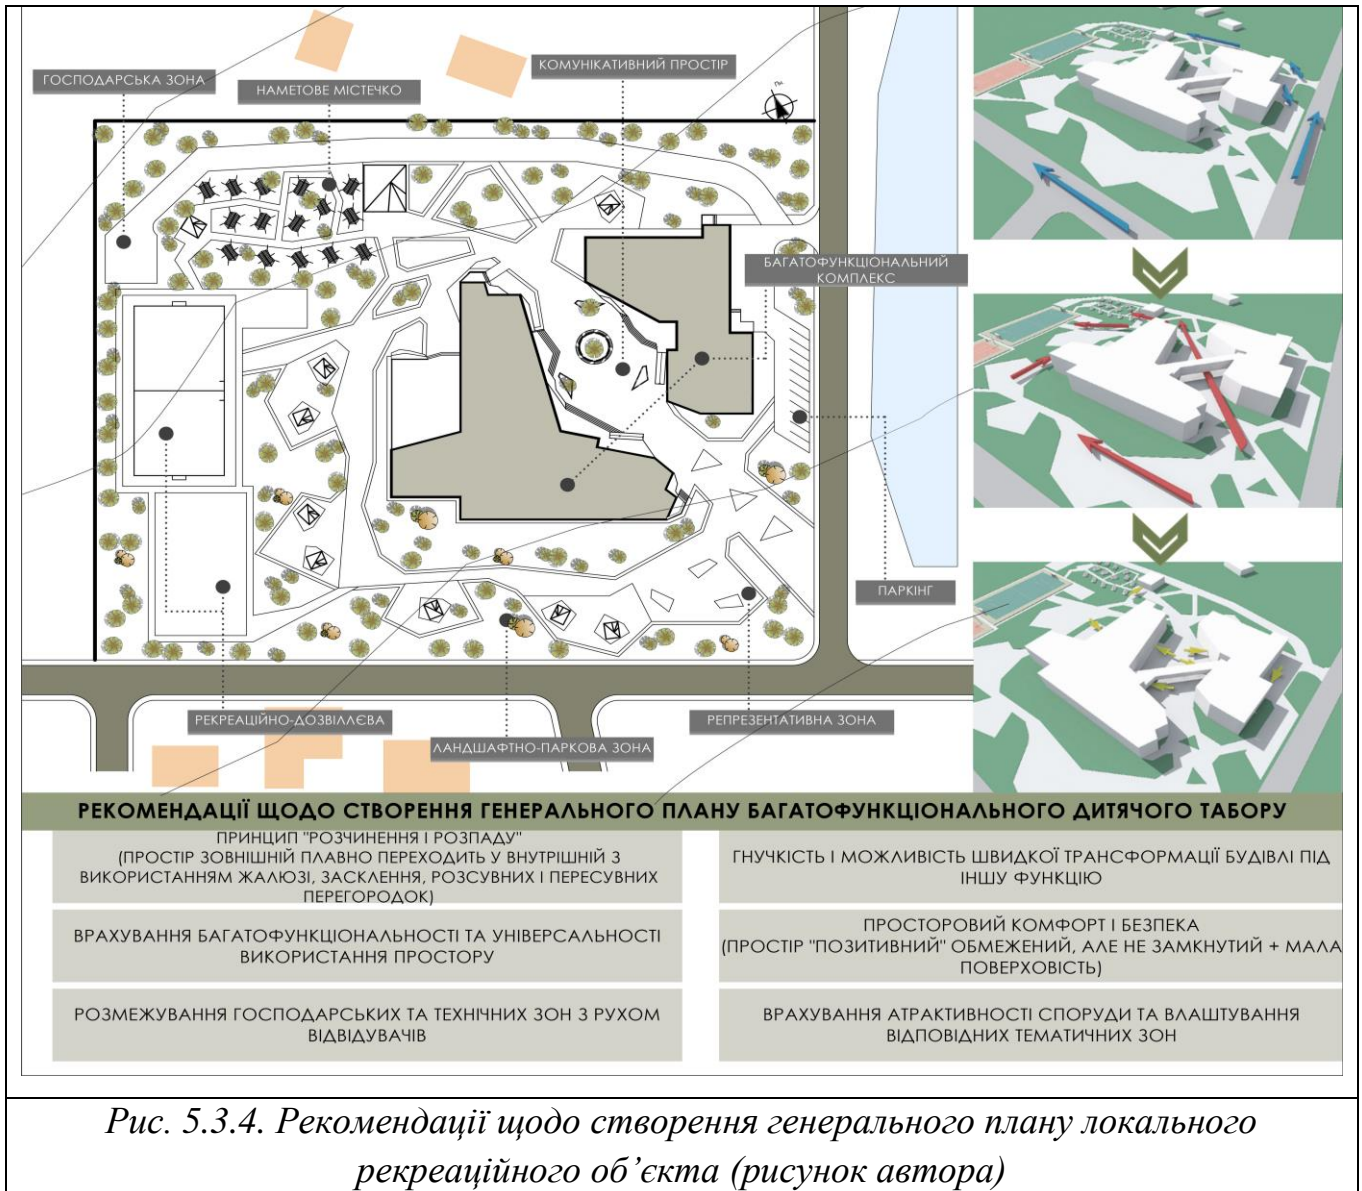 ГОСПОДАРСЬКА ЗОНА
НАМЕТОВЕ МІСТЕЧКО
КОМУНІКАТИВНИЙ ПРОСТІР
БАГАТОФУНКЦІОНАЛЬНИЙ
КОМПЛЕКС
ПАРКІНГ
РЕКРЕАЦІЙНО-ДОЗВІЛЛЄВА
ЛАНДШАФТНО-ПАРКОВА ЗОНА
РЕПРЕЗЕНТАТИВНА ЗОНА
РЕКОМЕНДАЦІЇ ЩОДО СТВОРЕННЯ ГЕНЕРАЛЬНОГО ПЛАНУ БАГАТОФУНКЦІОНАЛЬНОГО ДИТЯЧОГО ТАБОРУ
ПРИНЦИП "РОЗЧИНЕННЯ І РОЗПАДУ"
(ПРОСТІР ЗОВНІШНІЙ ПЛАВНО ПЕРЕХОДИТЬ У ВНУТРІШНІЙ З
ВИКОРИСТАННЯМ ЖАЛЮЗІ, ЗАСКЛЕННЯ, РОЗСУВНИХ І ПЕРЕСУВНИХ
ПЕРЕГОРОДОК)
ВРАХУВАННЯ БАГАТОФУНКЦІОНАЛЬНОСТІ ТА УНІВЕРСАЛЬНОСТІ
ВИКОРИСТАННЯ ПРОСТОРУ
РОЗМЕЖУВАННЯ ГОСПОДАРСЬКИХ ТА ТЕХНІЧНИХ ЗОН З РУХОМ
ВІДВІДУВАЧІВ
ГНУЧКІСТЬ І МОЖЛИВІСТЬ ШВИДКОЇ ТРАНСФОРМАЦІЇ БУДІВЛІ ПІД
ІНШУ ФУНКЦІЮ
ПРОСТОРОВИЙ КОМФОРТ І БЕЗПЕКА
(ПРОСТІР "ПОЗИТИВНИЙ" ОБМЕЖЕНИЙ, АЛЕ НЕ ЗАМКНУТИЙ + МАЛА
ПОВЕРХОВІСТЬ)
ВРАХУВАННЯ АТРАКТИВНОСТІ СПОРУДИ ТА ВЛАШТУВАННЯ
ВІДПОВІДНИХ ТЕМАТИЧНИХ ЗОН
Рис. 5.3.4. Рекомендації щодо створення генерального плану локального
рекреаційного об’єкта (рисунок автора)